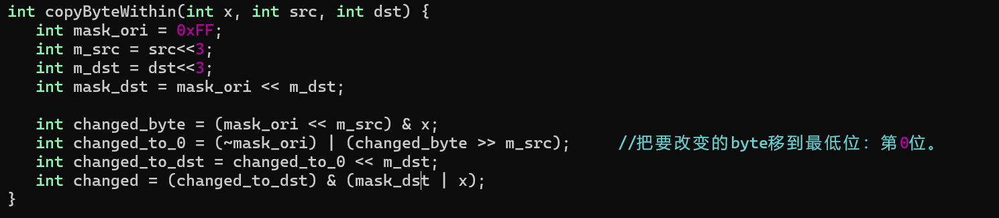 int copyByteWithin(int x, int src, int dst) {
   int mask_ori = 0xFF;
   int m_src = src<<3;
   int m_dst = dst<<3;
   int mask_dst = mask_ori << m_dst;

   int changed_byte = (mask_ori << m_src) & x;
   int changed_to_0 = (~mask_ori) | (changed_byte >> m_src);     //把要改变的byte移到最低位：第0位。
   int changed_to_dst = changed_to_0 << m_dst;
   int changed = (changed_to_dst) & (mask_dst | x);
}